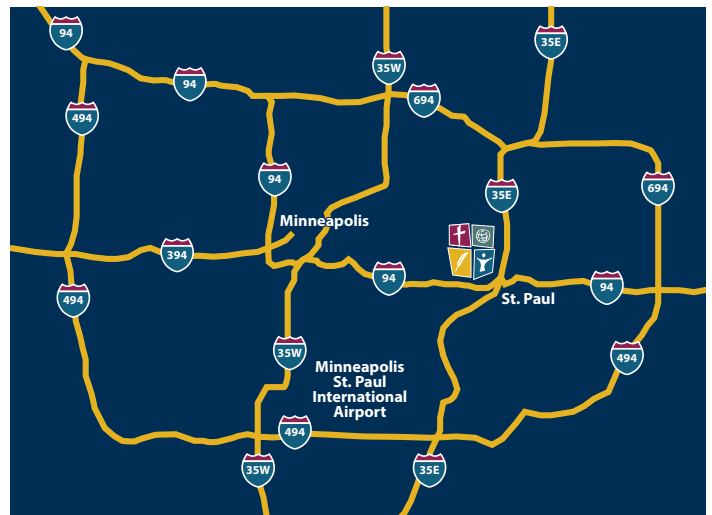 94
35E
35W
94
694
494
94
35E
694
Minneapolis
394
94
94
St. Paul
494
35W
494
Minneapolis
St. Paul
International
Airport
494
35W
35E